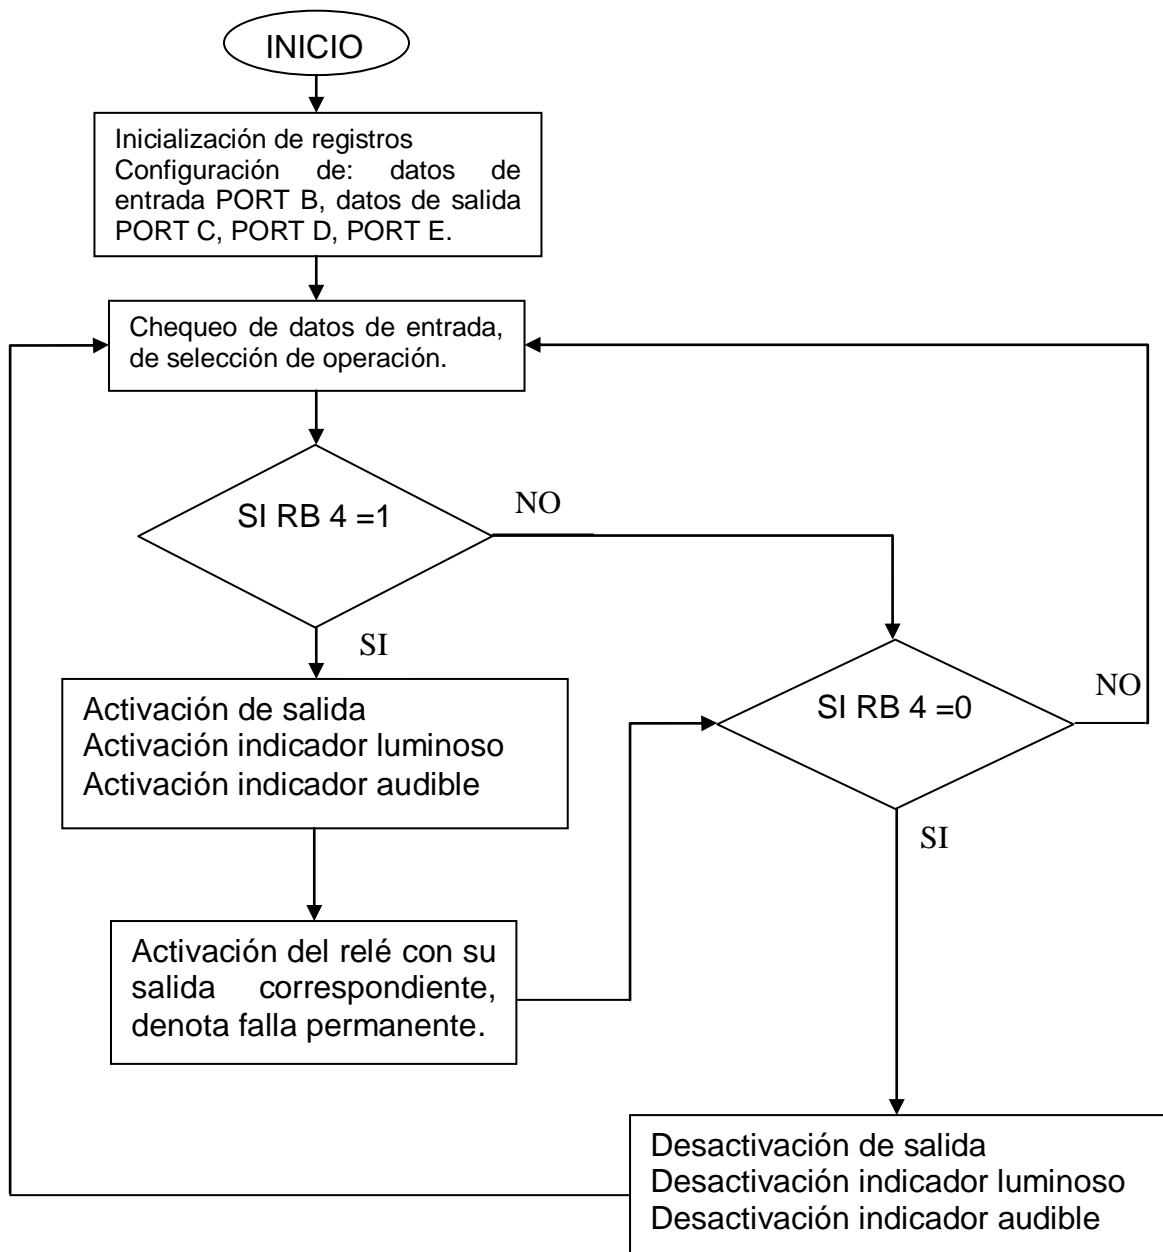 INICIO
Inicialización de registros
Configuración de: datos de
entrada PORT B, datos de salida
PORT C, PORT D, PORT E.
Chequeo de datos de entrada,
de selección de operación.
SI RB 4 =1
NO
SI
Activación de salida
Activación indicador luminoso
Activación indicador audible
SI RB 4 =0
NO
SI
Activación del relé con su
salida correspondiente,
denota falla permanente.
Desactivación de salida
Desactivación indicador luminoso
Desactivación indicador audible